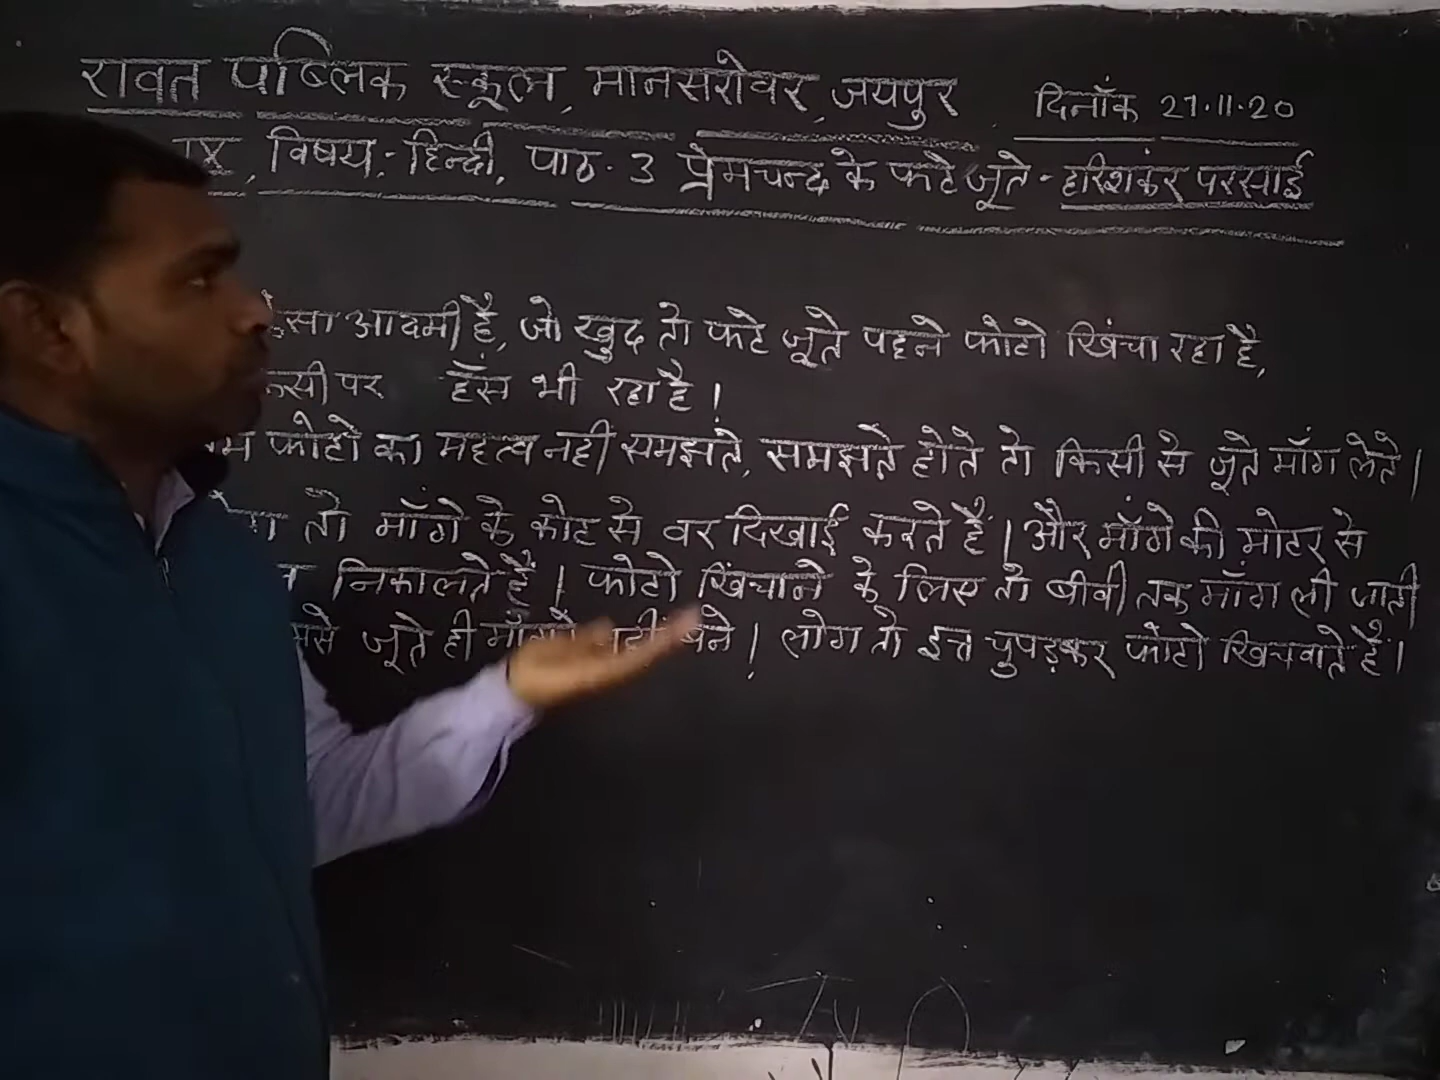 रावत पब्लिक स्कूल, मानसरोवर, जयपुर दिनाँक 27.11.20
IX, विषय:- हिन्दी, पाठ - 3 प्रेमचन्द के फटे जूते - हरिशंकर परसाई
आदमी है, जो खुद तो फटे जूते पहने फोटो खिंचा रहा है,
पर हँस भी रहा है !
फोटो का महत्व नही समझते, समझते होते तो किसी से जूते माँग लेते।
तो माँगे के कोट से वर दिखाई करते हैं। और माँगे की मोटर से
निकालते हैं। फोटो खिंचाने के लिए तो बीवी तक माँग ली जाती
जूते ही बने! लोग तो इत्र चुपड़कर फोटो खिचवाते हैं।